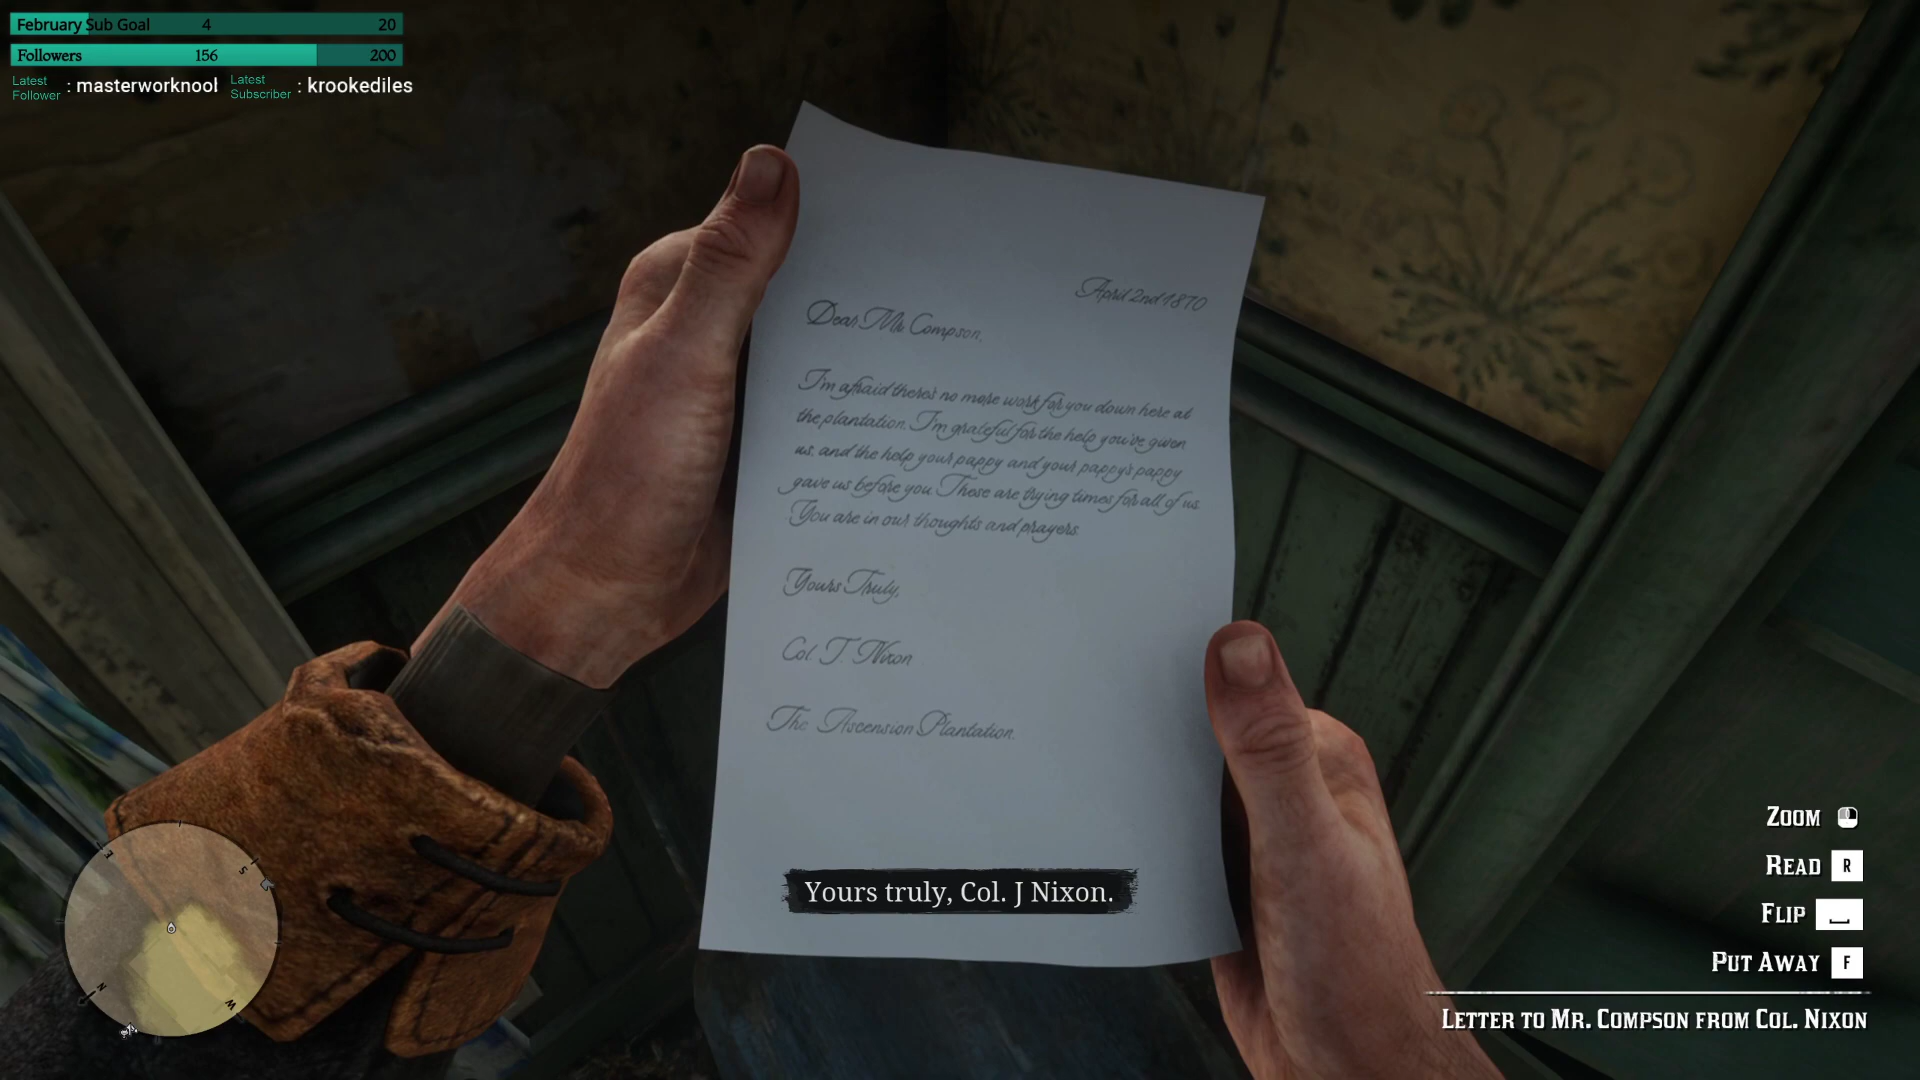 February Sub Goal 4 20
Followers 156 200
Latest Follower : masterworknool Latest Subscriber : krookediles
April 2nd 1870
Dear Mr. Compson,
I'm afraid there's no more work for you down here at
the plantation. I'm grateful for the help you've given
us, and the help your pappy and your pappy's pappy
gave us before you. These are trying times for all of us.
You are in our thoughts and prayers.
Yours Truly,
Col. J. Nixon
The Ascension Plantation.
Yours truly, Col. J Nixon.
ZOOM
READ R
FLIP
PUT AWAY F
LETTER TO MR. COMPSON FROM COL. NIXON
E
S
N
W